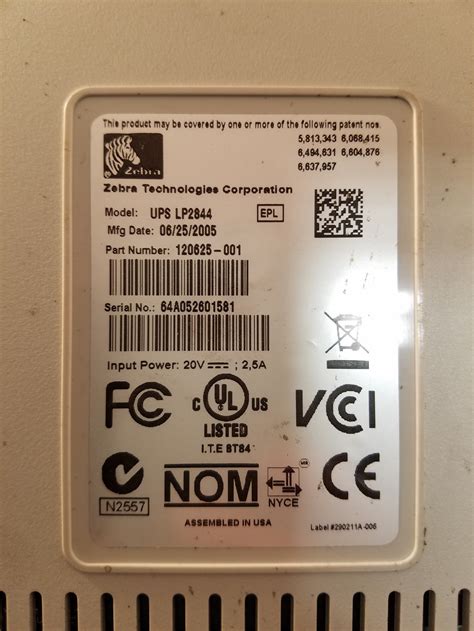 This product may be covered by one or more of the following patent nos.
5,813,343 6,068,415
6,494,631 6,604,876
6,637,957
Zebra
Zebra Technologies Corporation
Model: UPS LP2844 EPL
Mfg Date: 06/25/2005
Part Number: 120625-001
Serial No.: 64A052601581
Input Power: 20V ⎓ ; 2,5A
FC C UL US VCCI
LISTED
I.T.E 8T84
N2557 NOM NYCE CE
ASSEMBLED IN USA
Label #290211A-006